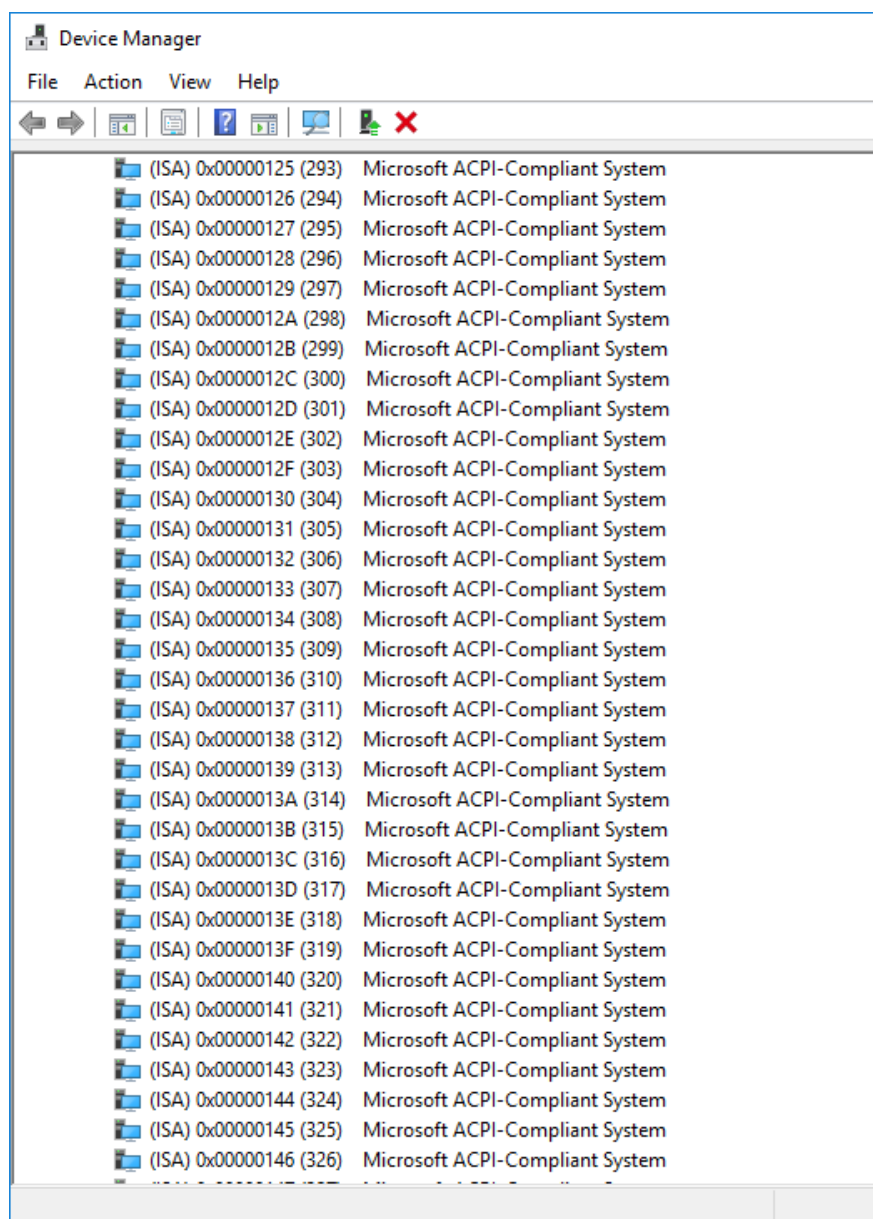 Device Manager
File Action View Help
(ISA) 0x00000125 (293) Microsoft ACPI-Compliant System
(ISA) 0x00000126 (294) Microsoft ACPI-Compliant System
(ISA) 0x00000127 (295) Microsoft ACPI-Compliant System
(ISA) 0x00000128 (296) Microsoft ACPI-Compliant System
(ISA) 0x00000129 (297) Microsoft ACPI-Compliant System
(ISA) 0x0000012A (298) Microsoft ACPI-Compliant System
(ISA) 0x0000012B (299) Microsoft ACPI-Compliant System
(ISA) 0x0000012C (300) Microsoft ACPI-Compliant System
(ISA) 0x0000012D (301) Microsoft ACPI-Compliant System
(ISA) 0x0000012E (302) Microsoft ACPI-Compliant System
(ISA) 0x0000012F (303) Microsoft ACPI-Compliant System
(ISA) 0x00000130 (304) Microsoft ACPI-Compliant System
(ISA) 0x00000131 (305) Microsoft ACPI-Compliant System
(ISA) 0x00000132 (306) Microsoft ACPI-Compliant System
(ISA) 0x00000133 (307) Microsoft ACPI-Compliant System
(ISA) 0x00000134 (308) Microsoft ACPI-Compliant System
(ISA) 0x00000135 (309) Microsoft ACPI-Compliant System
(ISA) 0x00000136 (310) Microsoft ACPI-Compliant System
(ISA) 0x00000137 (311) Microsoft ACPI-Compliant System
(ISA) 0x00000138 (312) Microsoft ACPI-Compliant System
(ISA) 0x00000139 (313) Microsoft ACPI-Compliant System
(ISA) 0x0000013A (314) Microsoft ACPI-Compliant System
(ISA) 0x0000013B (315) Microsoft ACPI-Compliant System
(ISA) 0x0000013C (316) Microsoft ACPI-Compliant System
(ISA) 0x0000013D (317) Microsoft ACPI-Compliant System
(ISA) 0x0000013E (318) Microsoft ACPI-Compliant System
(ISA) 0x0000013F (319) Microsoft ACPI-Compliant System
(ISA) 0x00000140 (320) Microsoft ACPI-Compliant System
(ISA) 0x00000141 (321) Microsoft ACPI-Compliant System
(ISA) 0x00000142 (322) Microsoft ACPI-Compliant System
(ISA) 0x00000143 (323) Microsoft ACPI-Compliant System
(ISA) 0x00000144 (324) Microsoft ACPI-Compliant System
(ISA) 0x00000145 (325) Microsoft ACPI-Compliant System
(ISA) 0x00000146 (326) Microsoft ACPI-Compliant System